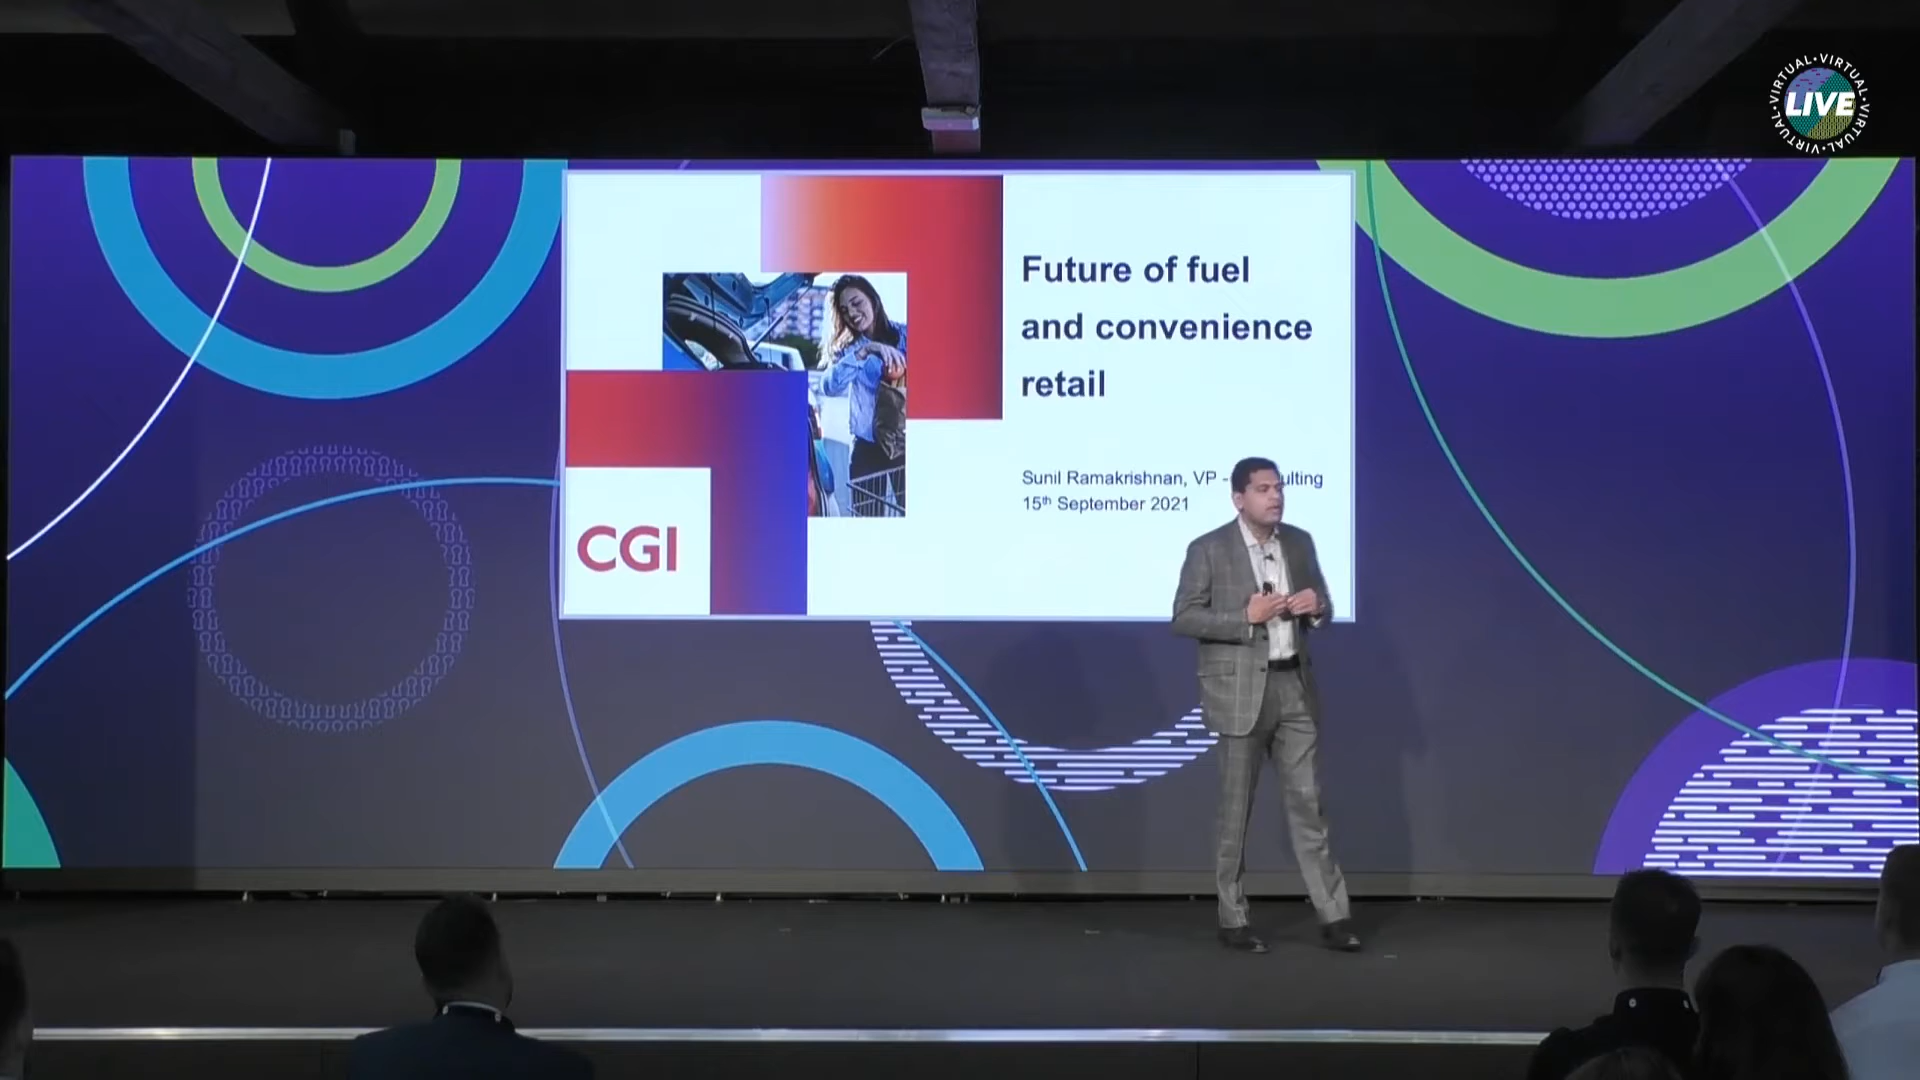 VIRTUAL • VIRTUAL • VIRTUAL • VIRTUAL •
LIVE
Future of fuel
and convenience
retail
Sunil Ramakrishnan, VP - ulting
15th September 2021
CGI